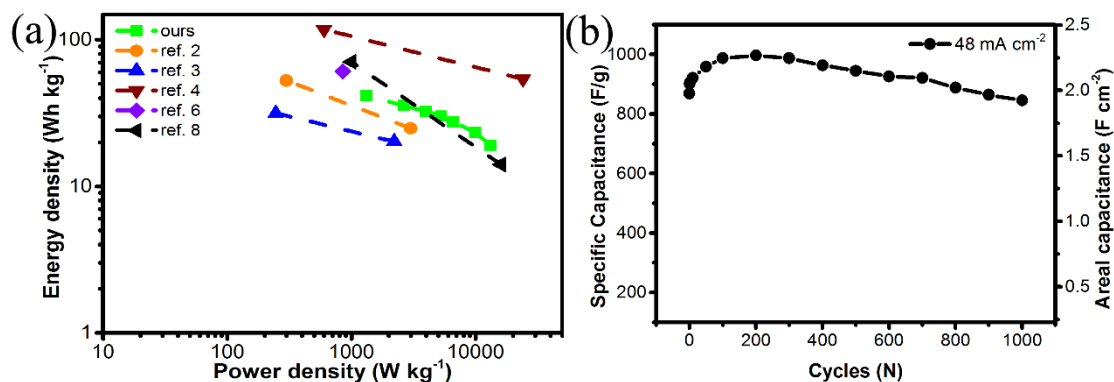 (a)
ours
ref. 2
ref. 3
ref. 4
ref. 6
ref. 8
100
10
1
10
100
1000
10000
Energy density (Wh kg⁻¹)
Power density (W kg⁻¹)
(b)
48 mA cm⁻²
1000
800
600
400
200
0
200
400
600
800
1000
2.5
2.0
1.5
1.0
0.5
Specific Capacitance (F/g)
Areal capacitance (F cm⁻²)
Cycles (N)